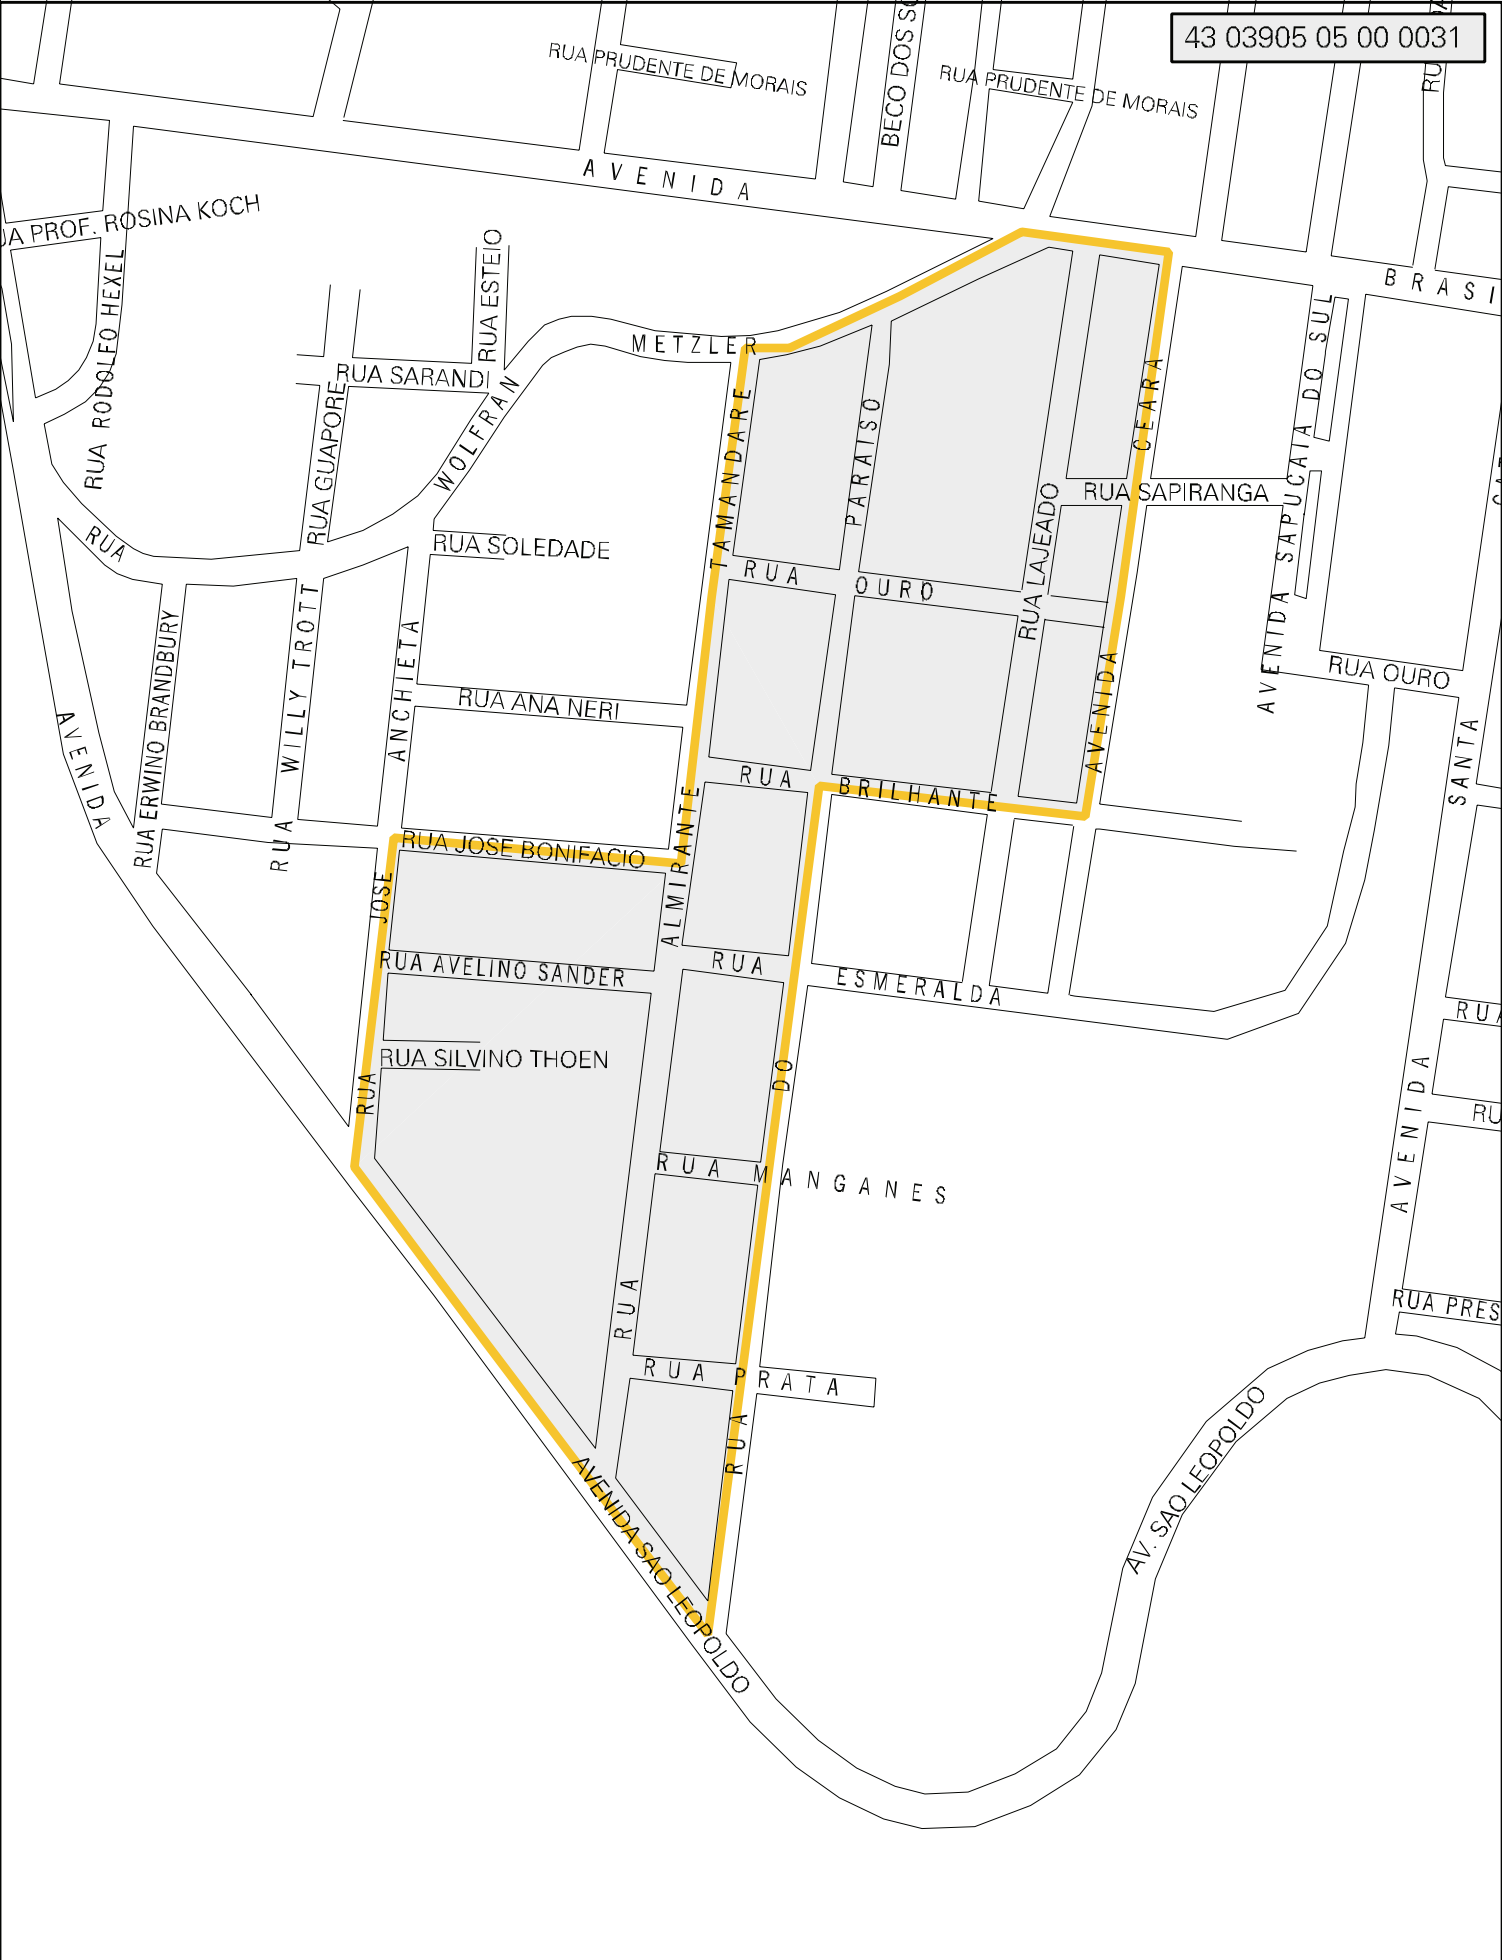 43 03905 05 00 0031
RUA PRUDENTE DE MORAIS
BECO DOS
RUA PRUDENTE DE MORAIS
AVENIDA
BRASI
UA PROF. ROSINA KOCH
RUA RODOLFO HEXEL
RUA ESTEIO
METZLER
RUA SARANDI
RUA GUAPORE
WOLFRAN
RUA
TAMANDARE
PARAISO
CEARA
RUA SAPIRANGA
AVENIDA SAPUCAIA DO SUL
RUA LAJEADO
RUA SOLEDADE
RUA
OURO
RUA ERWINO BRANDBURY
RUA WILLY TROTT
ANCHIETA
RUA ANA NERI
AVENIDA
RUA OURO
AVENIDA
SANTA
RUA
BRILHANTE
RUA JOSE BONIFACIO
ALMIRANTE
JOSE
RUA AVELINO SANDER
RUA
ESMERALDA
RUA
RUA SILVINO THOEN
DO
RUA
AVENIDA
RU
RUA MANGANES
RUA
RUA PRES
RUA PRATA
RUA
AVENIDA SAO LEOPOLDO
AV. SAO LEOPOLDO